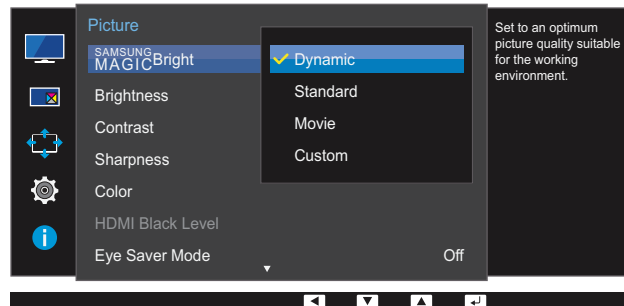 Picture
SAMSUNG
MAGICBright
Dynamic
Brightness
Standard
Contrast
Movie
Sharpness
Custom
Color
HDMI Black Level
Eye Saver Mode Off
Set to an optimum
picture quality suitable
for the working
environment.